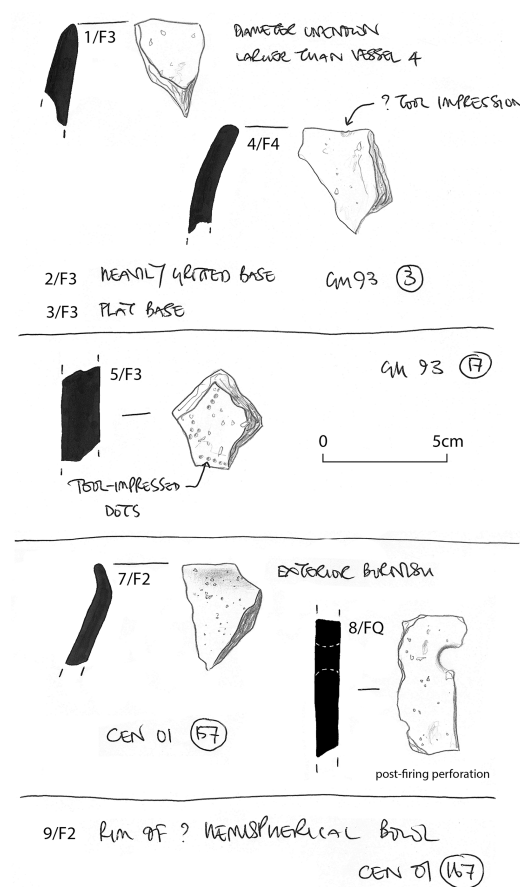 1/F3
DIAMETER UNKNOWN
LARGER THAN VESSEL 4
? TOOL IMPRESSION
4/F4
2/F3 HEAVILY GRITTED BASE
GM93 3
3/F3 FLAT BASE
5/F3
GM 93 17
0 5cm
TOOL-IMPRESSED
DOTS
7/F2
EXTERIOR BURNISH
8/FQ
CEN 01 157
post-firing perforation
9/F2 RIM OF ? HEMISPHERICAL BOWL
CEN 01 167